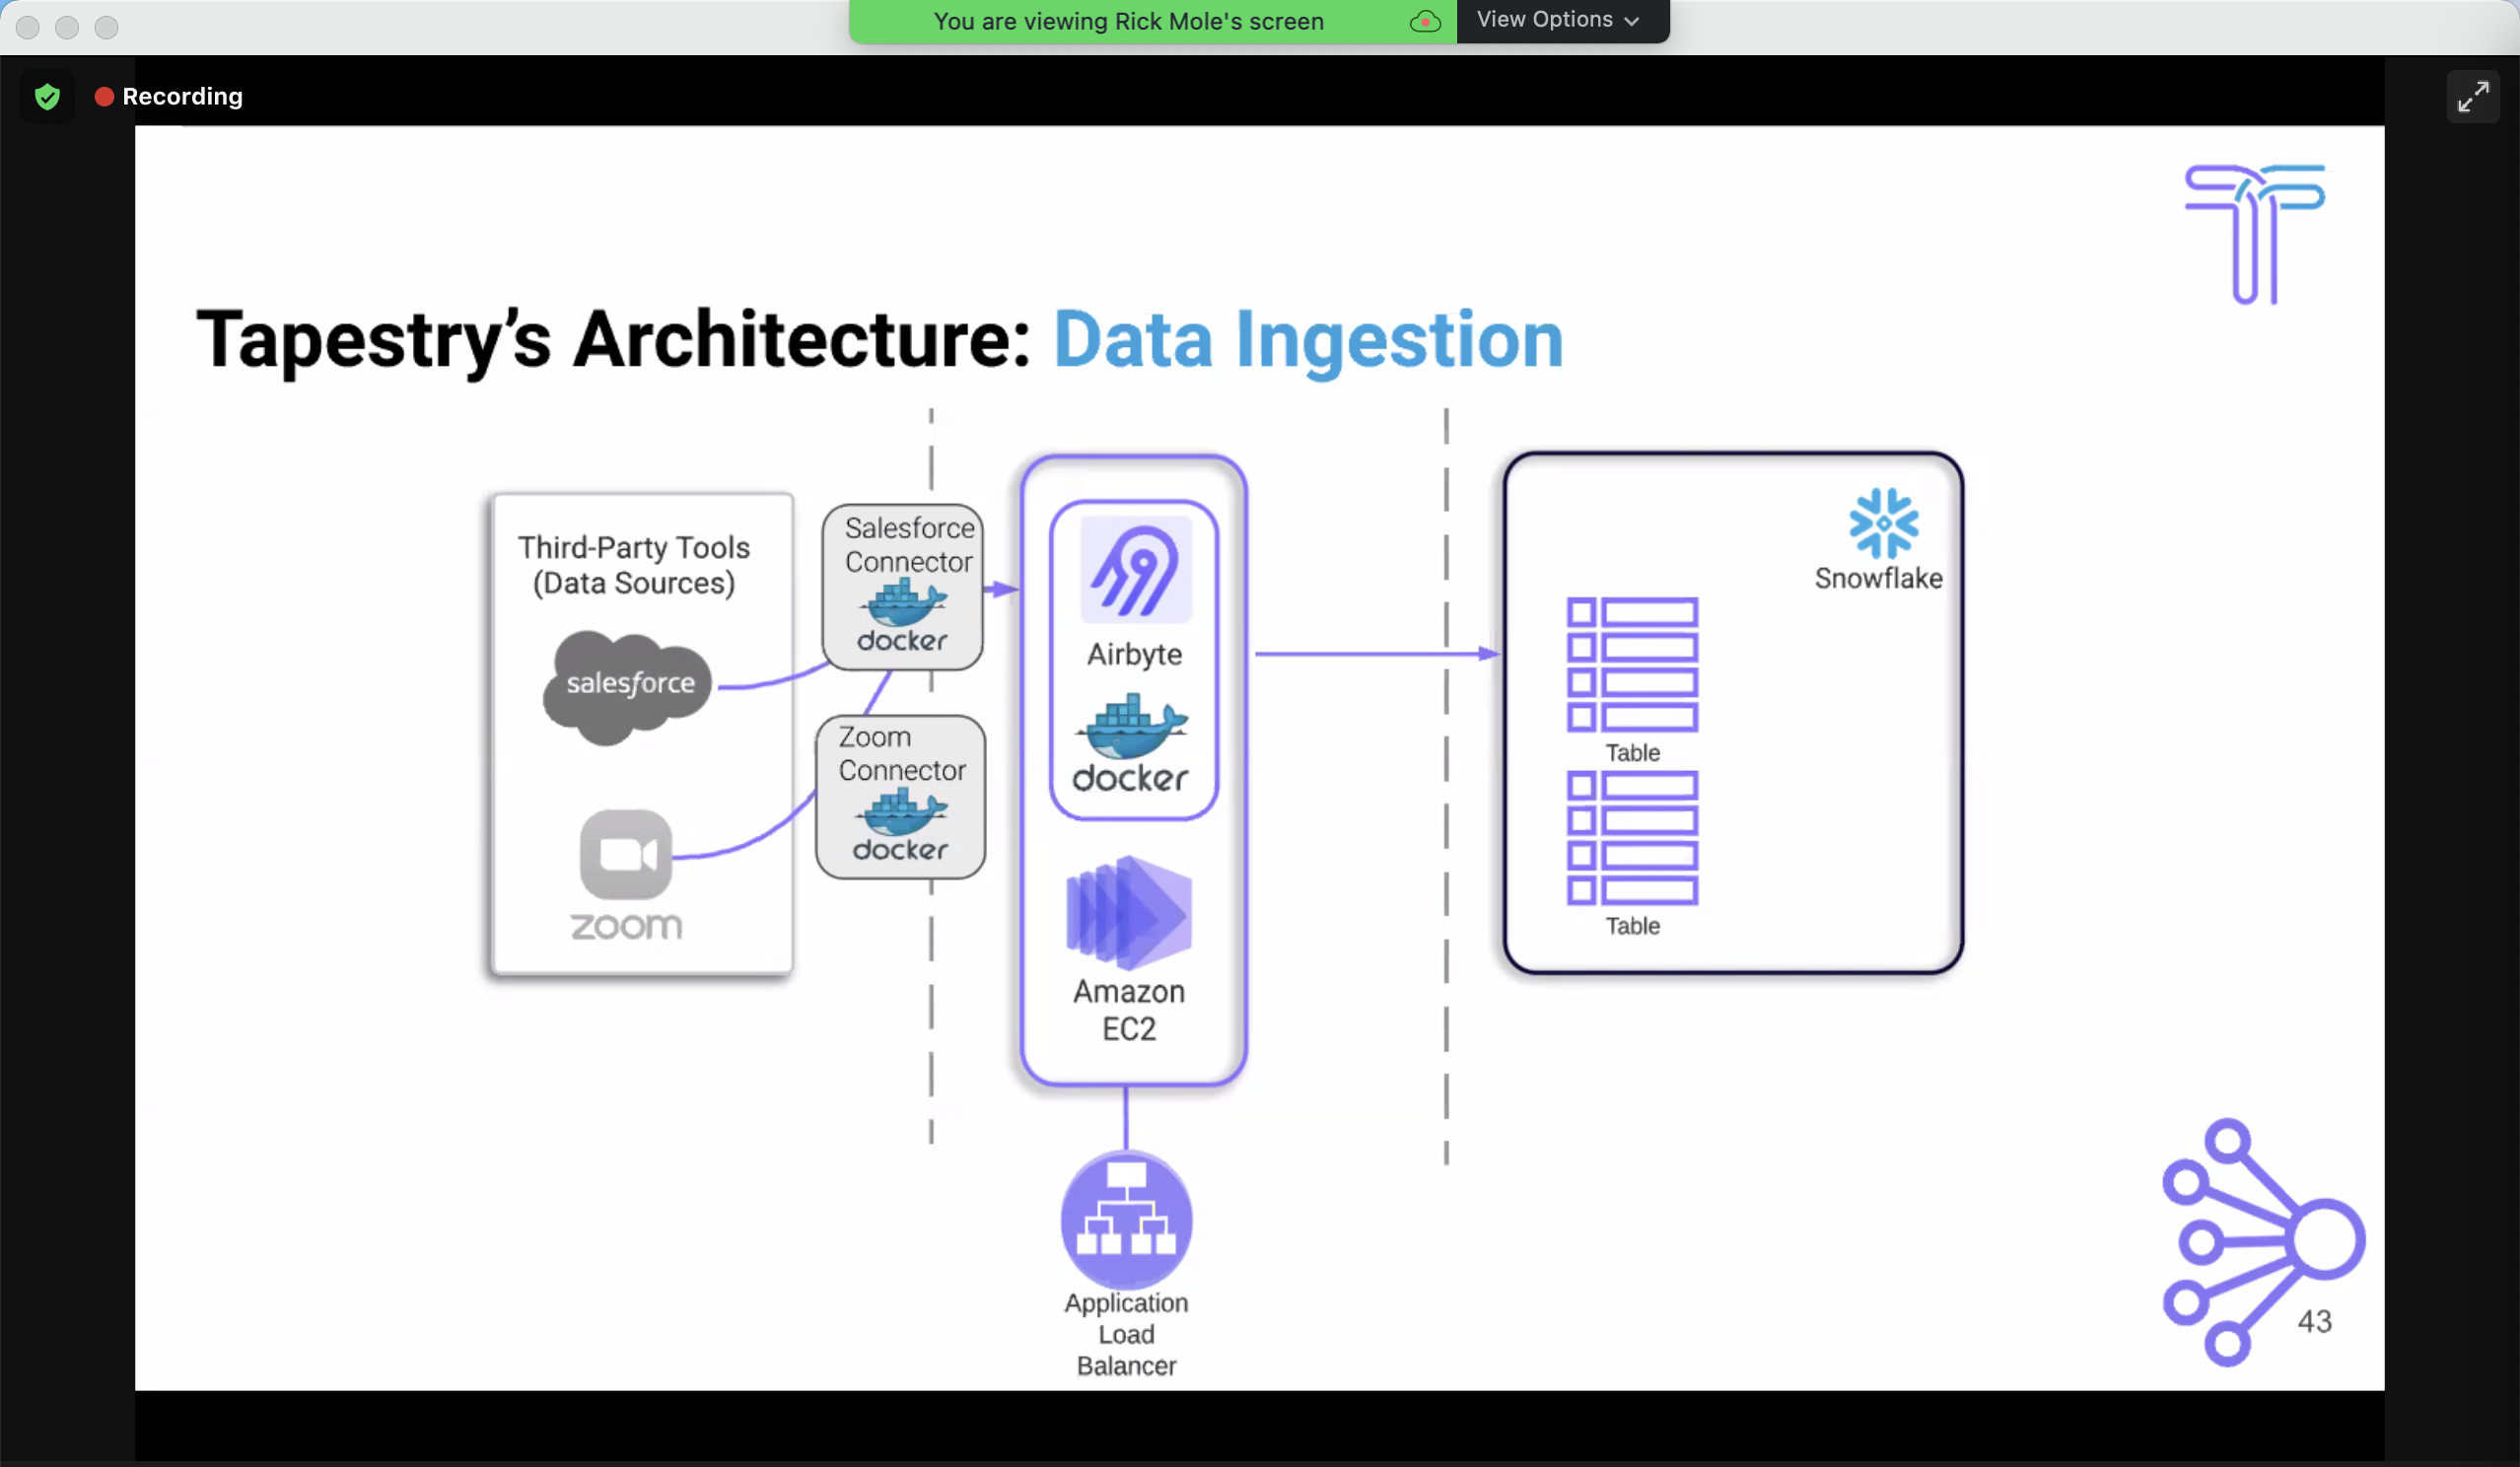 You are viewing Rick Mole's screen
View Options
Recording
Tapestry’s Architecture: Data Ingestion
Third-Party Tools
(Data Sources)
salesforce
zoom
Salesforce
Connector
docker
Zoom
Connector
docker
Airbyte
docker
Amazon
EC2
Application
Load
Balancer
Snowflake
Table
Table
43